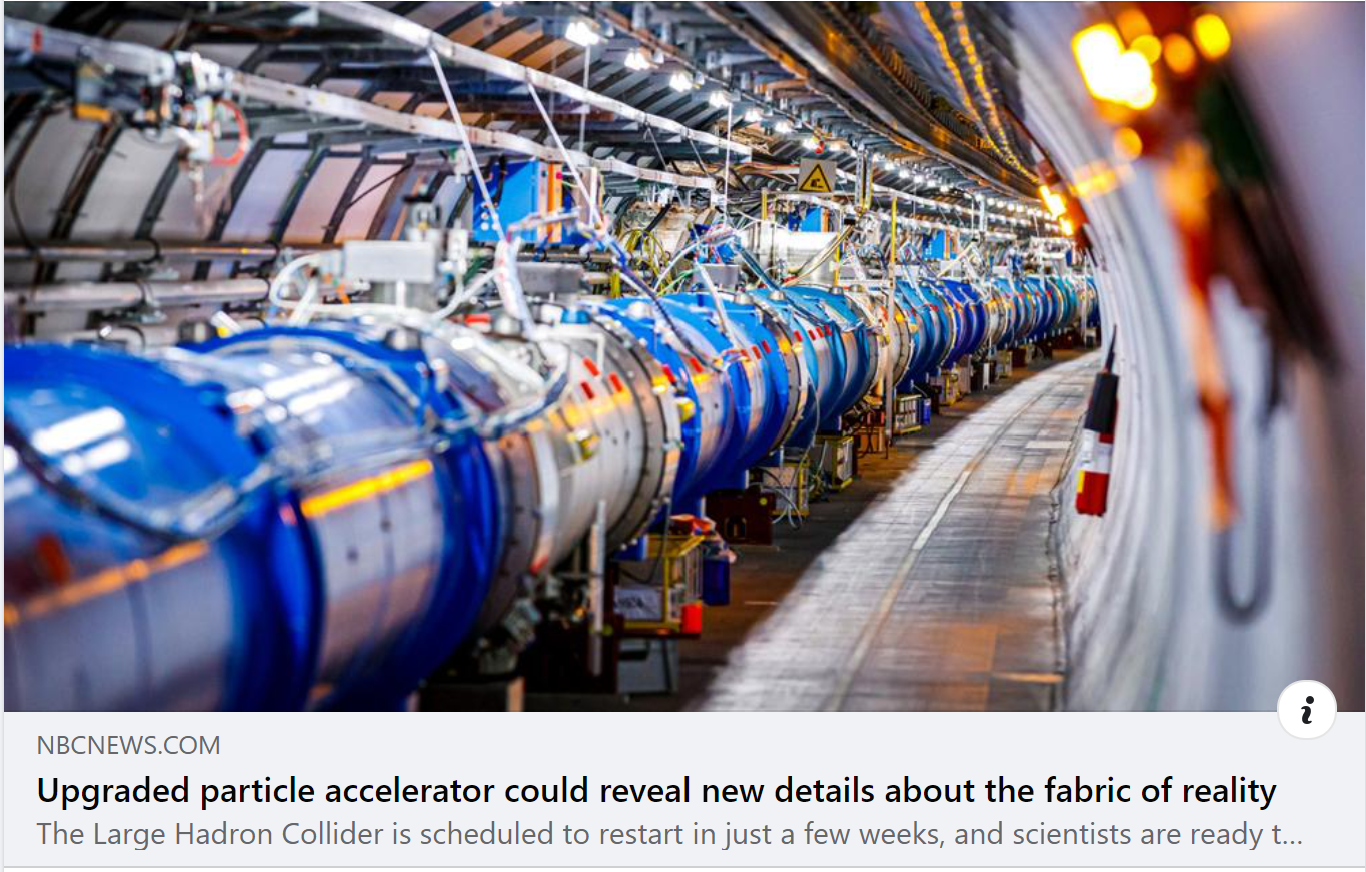 NBCNEWS.COM
Upgraded particle accelerator could reveal new details about the fabric of reality
The Large Hadron Collider is scheduled to restart in just a few weeks, and scientists are ready t...